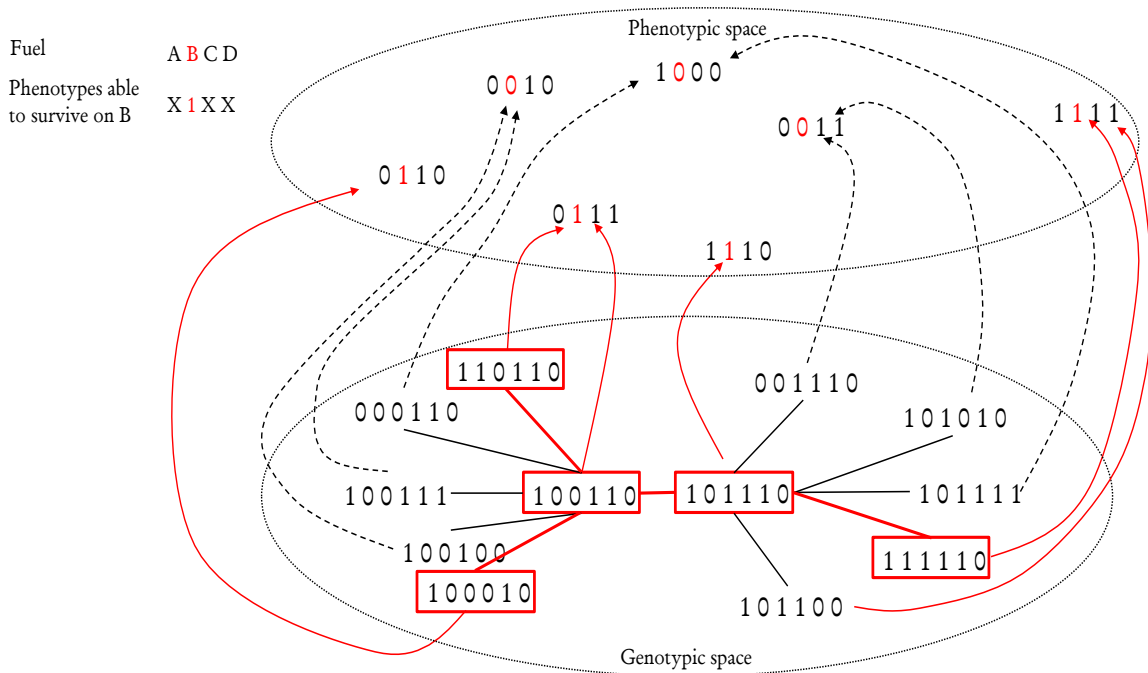 Phenotypic space
Fuel
A B C D
Phenotypes able
to survive on B
X 1 X X
0 0 1 0
1 0 0 0
0 0 1 1
1 1 1 1
0 1 1 0
0 1 1 1
1 1 1 0
1 1 0 1 1 0
0 0 0 1 1 0
0 0 1 1 1 0
1 0 1 0 1 0
1 0 0 1 1 1
1 0 0 1 1 0
1 0 1 1 1 0
1 0 1 1 1 1
1 0 0 1 0 0
1 1 1 1 1 0
1 0 0 0 1 0
1 0 1 1 0 0
Genotypic space